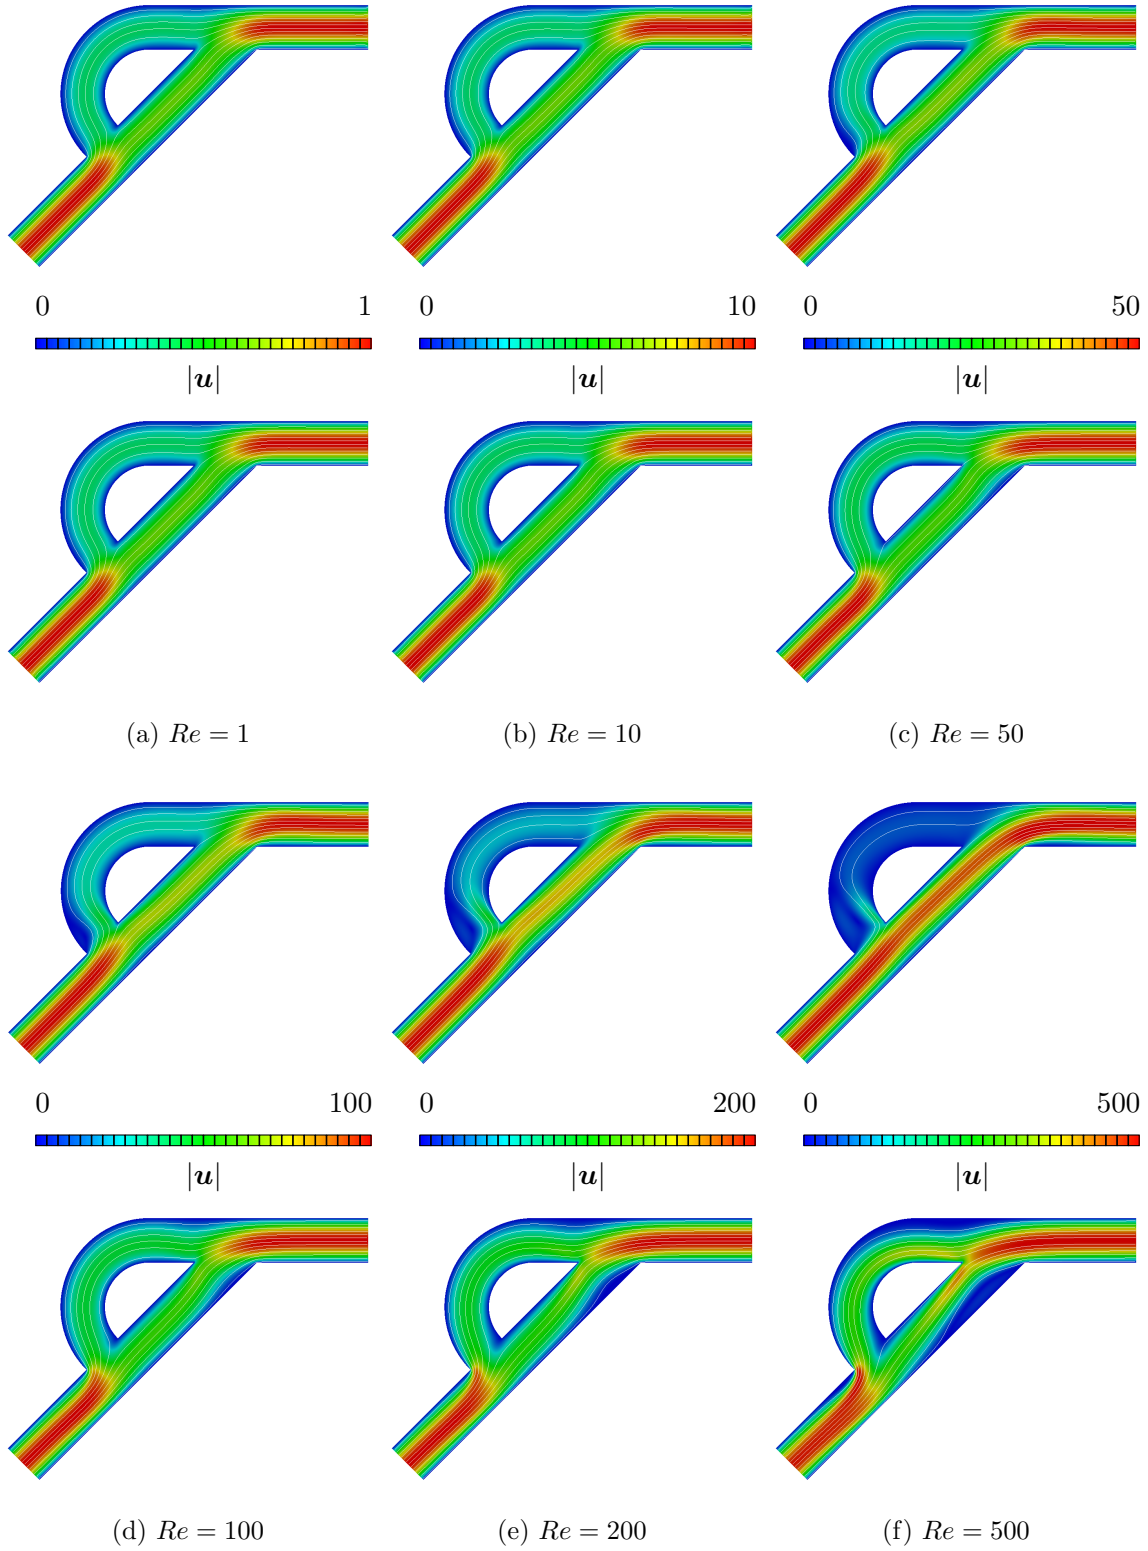 0 1 0 10 0 50
|u| |u| |u|
(a) Re = 1 (b) Re = 10 (c) Re = 50
0 100 0 200 0 500
|u| |u| |u|
(d) Re = 100 (e) Re = 200 (f) Re = 500